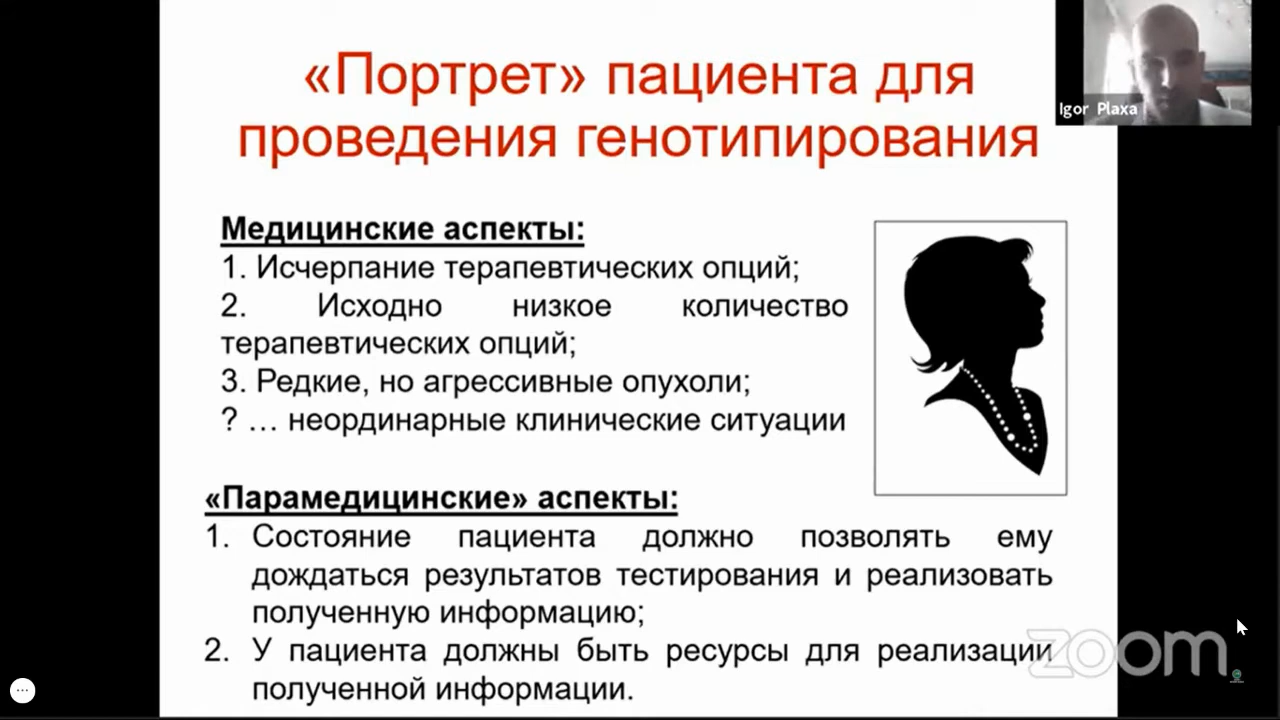 «Портрет» пациента для
проведения генотипирования
Igor Plaxa
Медицинские аспекты:
1. Исчерпание терапевтических опций;
2. Исходно низкое количество
терапевтических опций;
3. Редкие, но агрессивные опухоли;
? … неординарные клинические ситуации
«Парамедицинские» аспекты:
1. Состояние пациента должно позволять ему
дождаться результатов тестирования и реализовать
полученную информацию;
2. У пациента должны быть ресурсы для реализации
полученной информации.
zoom